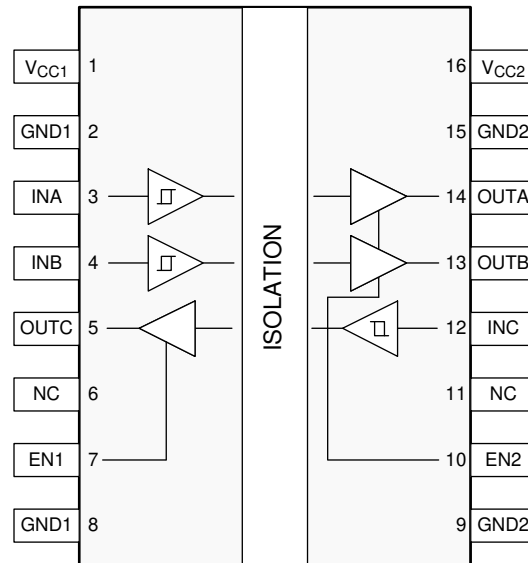 VCC1 1 16 VCC2
GND1 2 15 GND2
INA 3 14 OUTA
INB 4 13 OUTB
OUTC 5 12 INC
NC 6 11 NC
EN1 7 10 EN2
GND1 8 9 GND2
ISOLATION